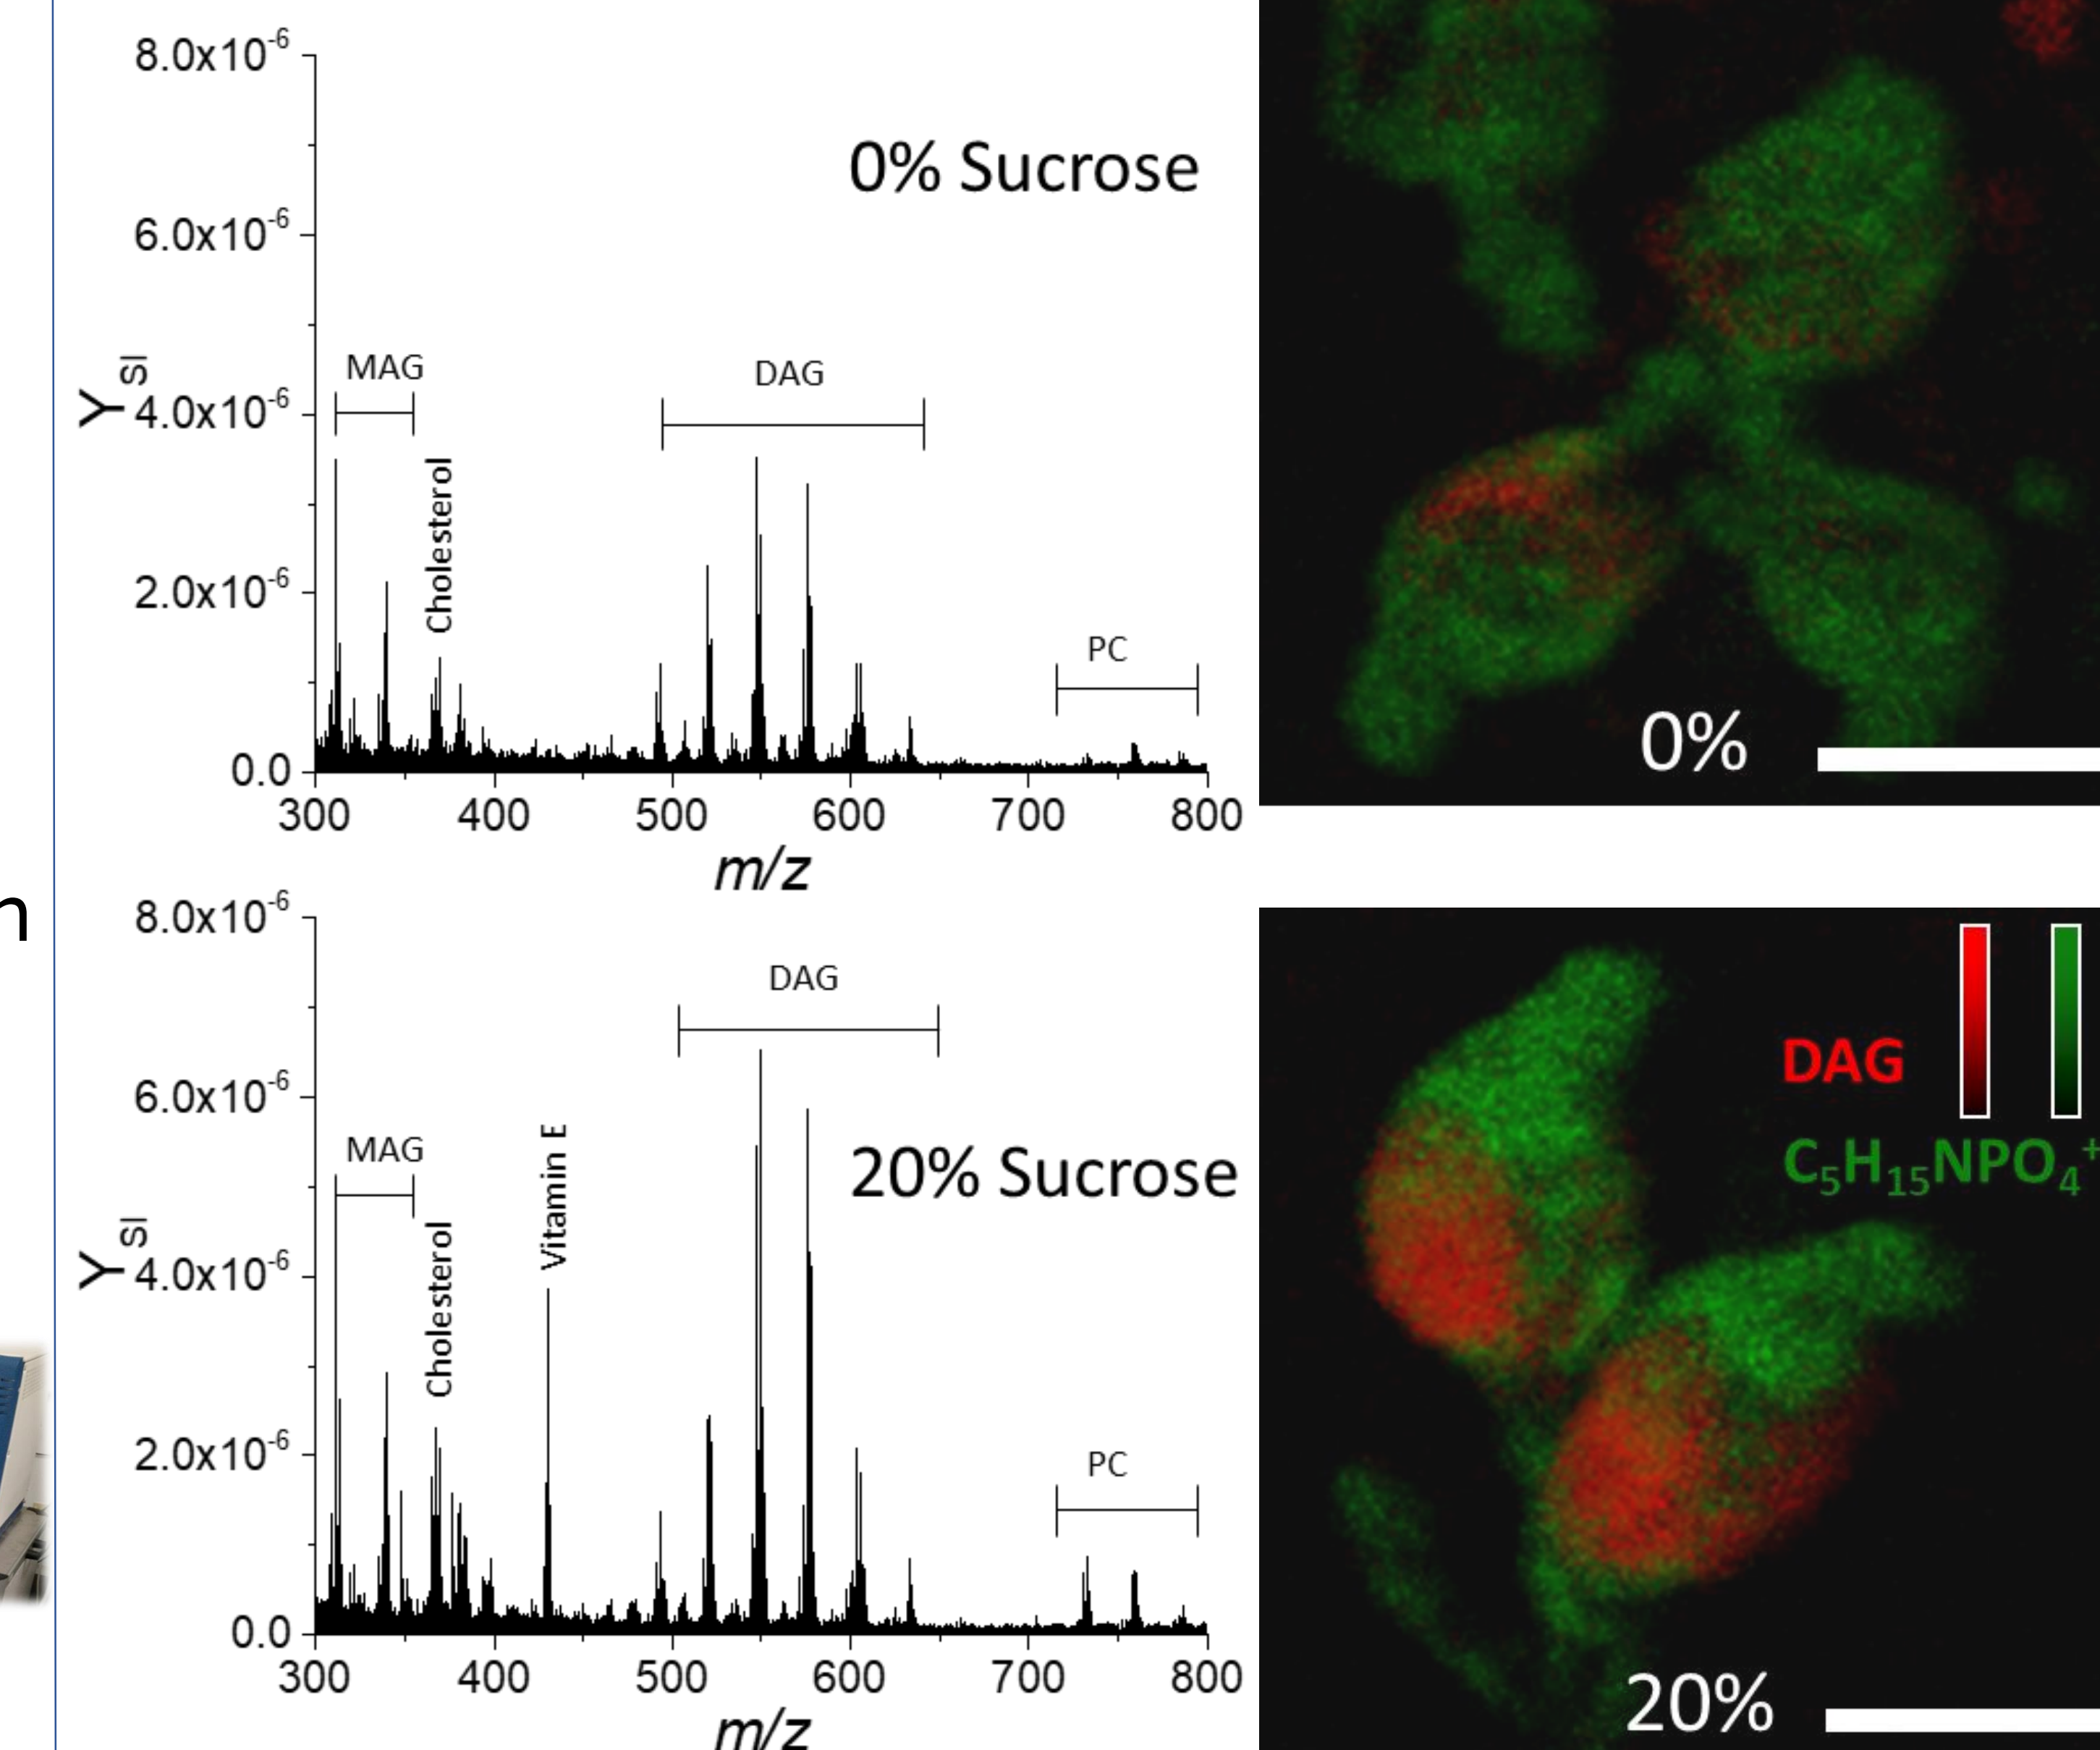 8.0x10⁻⁶
0% Sucrose
6.0x10⁻⁶
Y SI
MAG
DAG
4.0x10⁻⁶
Cholesterol
2.0x10⁻⁶
PC
0.0
300 400 500 600 700 800
m/z
0%
n
8.0x10⁻⁶
DAG
6.0x10⁻⁶
MAG
Vitamin E
20% Sucrose
Y SI
4.0x10⁻⁶
Cholesterol
2.0x10⁻⁶
PC
0.0
300 400 500 600 700 800
m/z
DAG
C₅H₁₅NPO₄⁺
20%